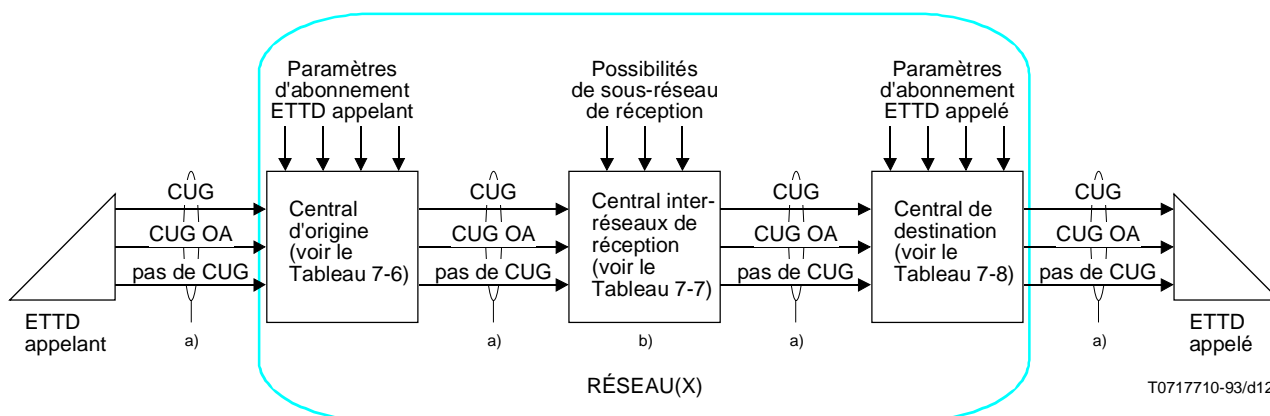 Paramètres
d'abonnement
ETTD appelant
Possibilités
de sous-réseau
de réception
Paramètres
d'abonnement
ETTD appelé
CUG
CUG OA
pas de CUG
a)
ETTD
appelant
Central
d'origine
(voir le
Tableau 7-6)
CUG
CUG OA
pas de CUG
a)
Central inter-
réseaux de
réception
(voir le
Tableau 7-7)
b)
CUG
CUG OA
pas de CUG
a)
Central de
destination
(voir le
Tableau 7-8)
CUG
CUG OA
pas de CUG
a)
ETTD
appelé
RÉSEAU(X)
T0717710-93/d12